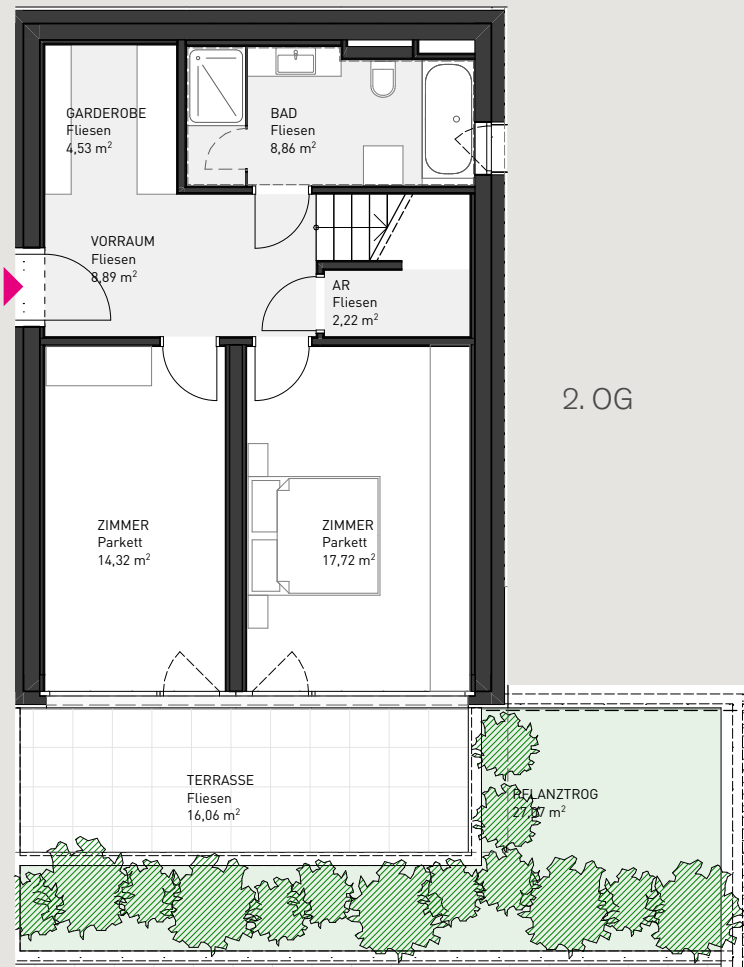 GARDEROBE
Fliesen
4,53 m²
BAD
Fliesen
8,86 m²
VORRAUM
Fliesen
8,89 m²
AR
Fliesen
2,22 m²
2. OG
ZIMMER
Parkett
14,32 m²
ZIMMER
Parkett
17,72 m²
TERRASSE
Fliesen
16,06 m²
PFLANZTROG
m²